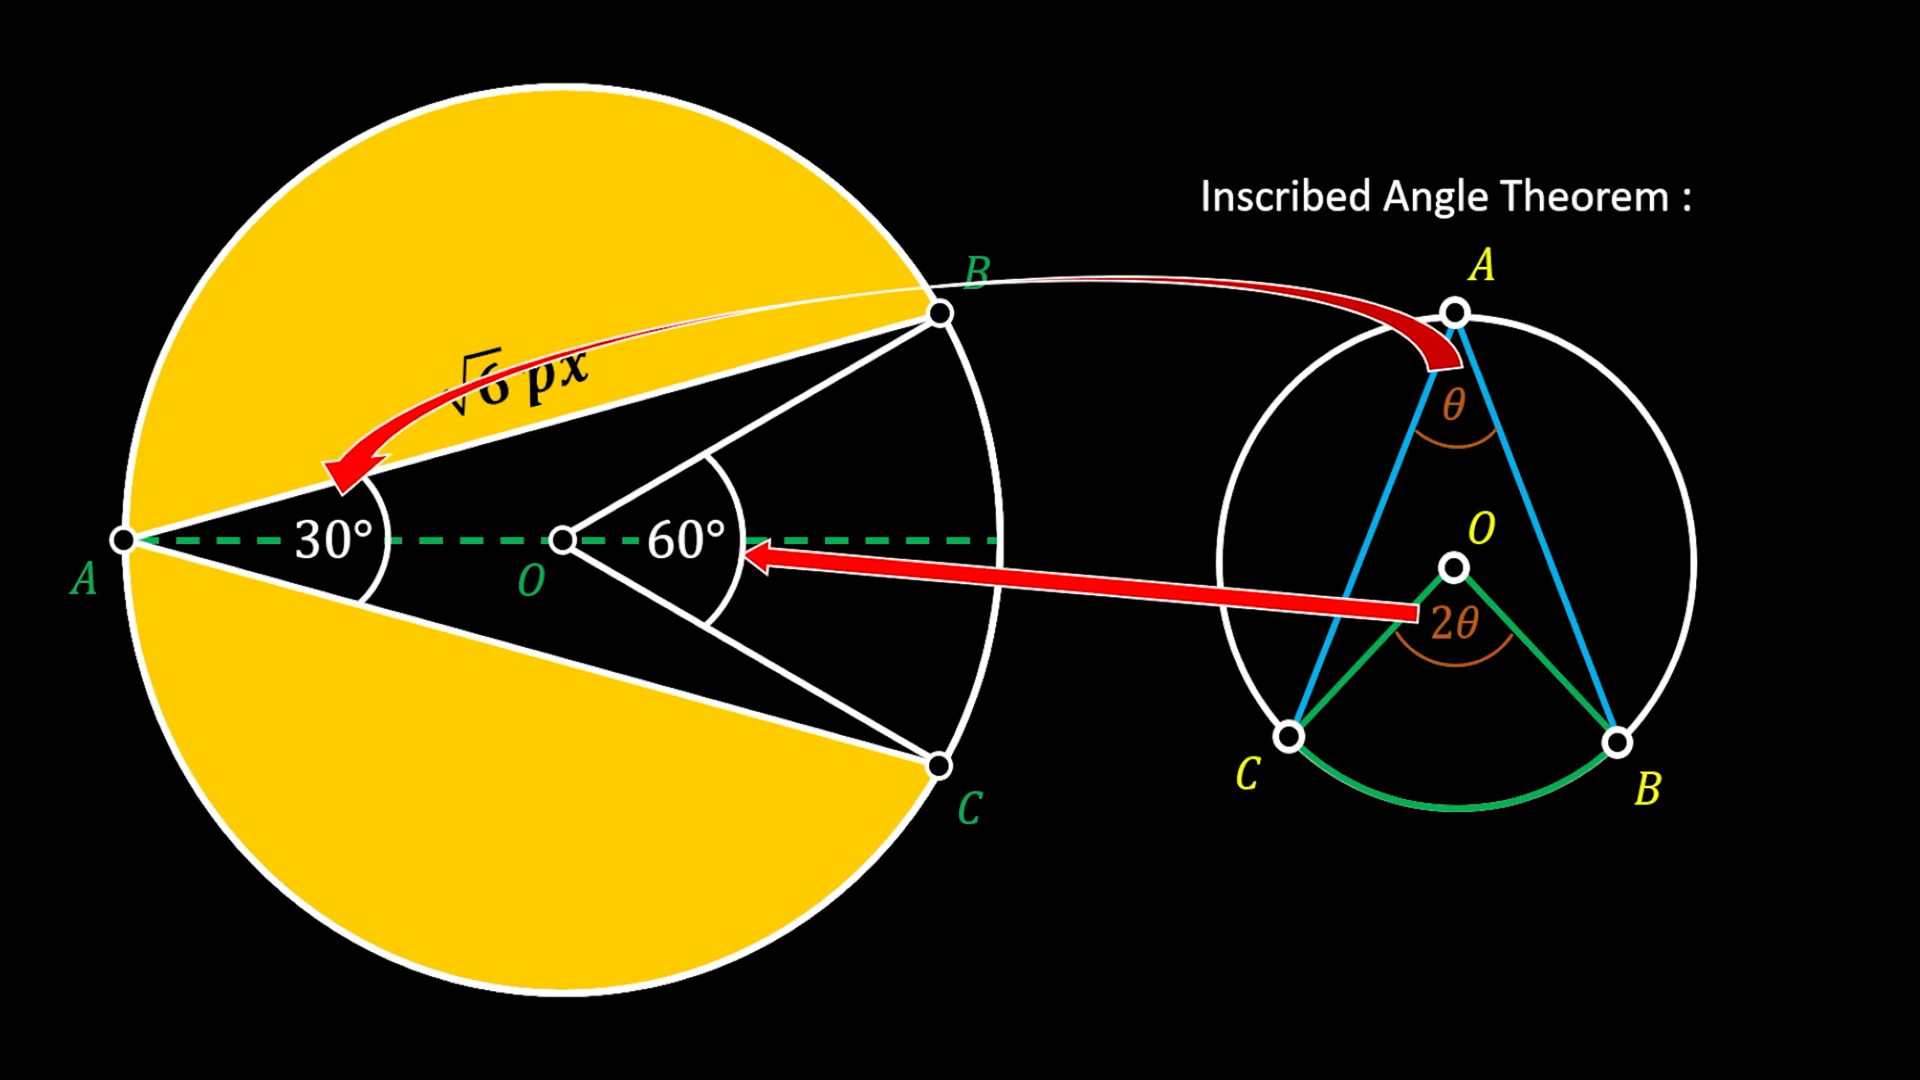 Inscribed Angle Theorem :
A
B
√6 px
θ
30°
60°
O
A
O
2θ
C
B
C